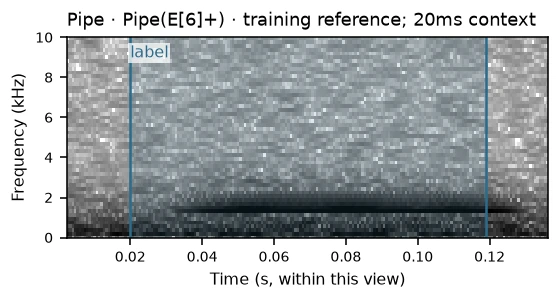 Pipe · Pipe(E[6]+) · training reference; 20ms context
label
10
8
6
4
2
0
Frequency (kHz)
0.02 0.04 0.06 0.08 0.10 0.12
Time (s, within this view)